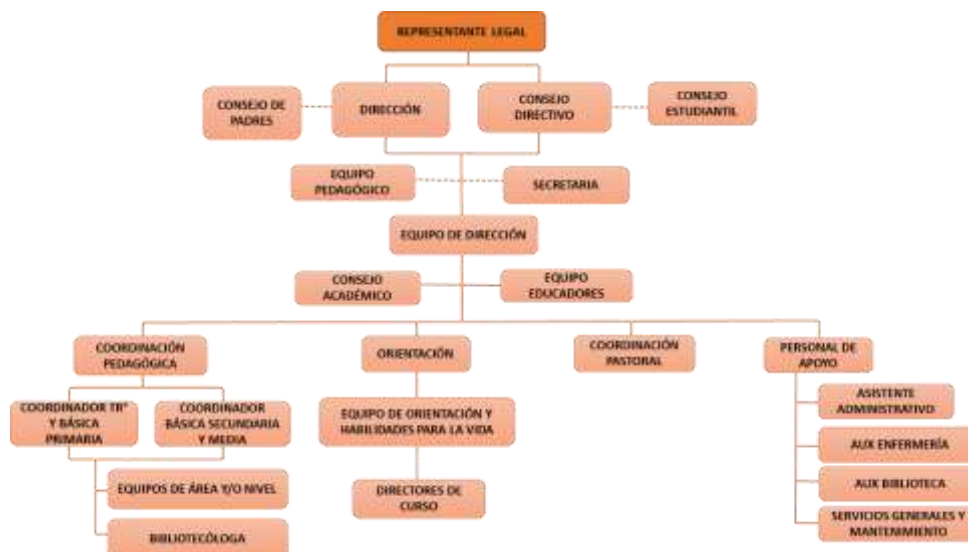 REPRESENTANTE LEGAL
CONSEJO DE
PADRES
DIRECCIÓN
CONSEJO
DIRECTIVO
CONSEJO
ESTUDIANTIL
EQUIPO
PEDAGÓGICO
SECRETARIA
EQUIPO DE DIRECCIÓN
CONSEJO
ACADÉMICO
EQUIPO
EDUCADORES
COORDINACIÓN
PEDAGÓGICA
ORIENTACIÓN
COORDINACIÓN
PASTORAL
PERSONAL DE
APOYO
COORDINADOR TR°
Y BÁSICA
PRIMARIA
COORDINADOR
BÁSICA SECUNDARIA
Y MEDIA
EQUIPO DE ORIENTACIÓN Y
HABILIDADES PARA LA VIDA
ASISTENTE
ADMINISTRATIVO
AUX ENFERMERÍA
EQUIPOS DE ÁREA Y/O NIVEL
DIRECTORES DE
CURSO
AUX BIBLIOTECA
BIBLIOTECÓLOGA
SERVICIOS GENERALES Y
MANTENIMIENTO